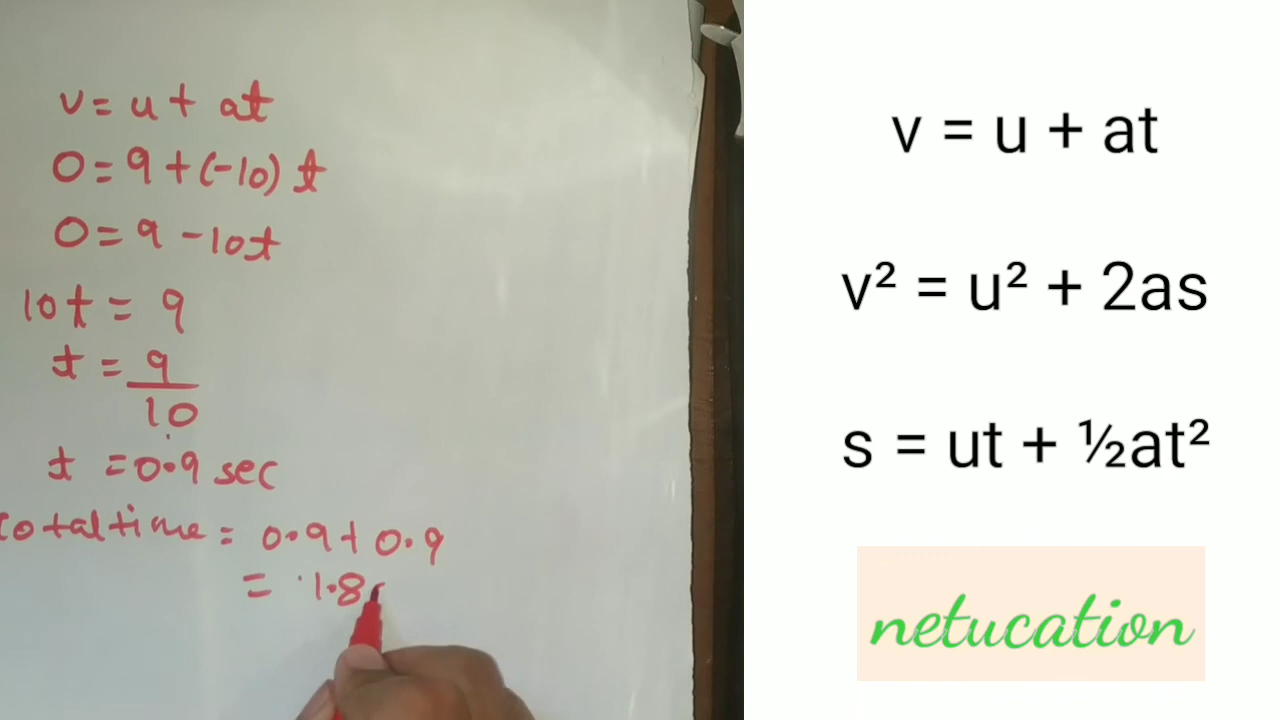 v = u + at
0 = 9 + (-10) t
0 = 9 - 10t
10t = 9
t = 9
10
t = 0.9 sec
total time = 0.9 + 0.9
= 1.8
v = u + at
v² = u² + 2as
s = ut + ½at²
netucation